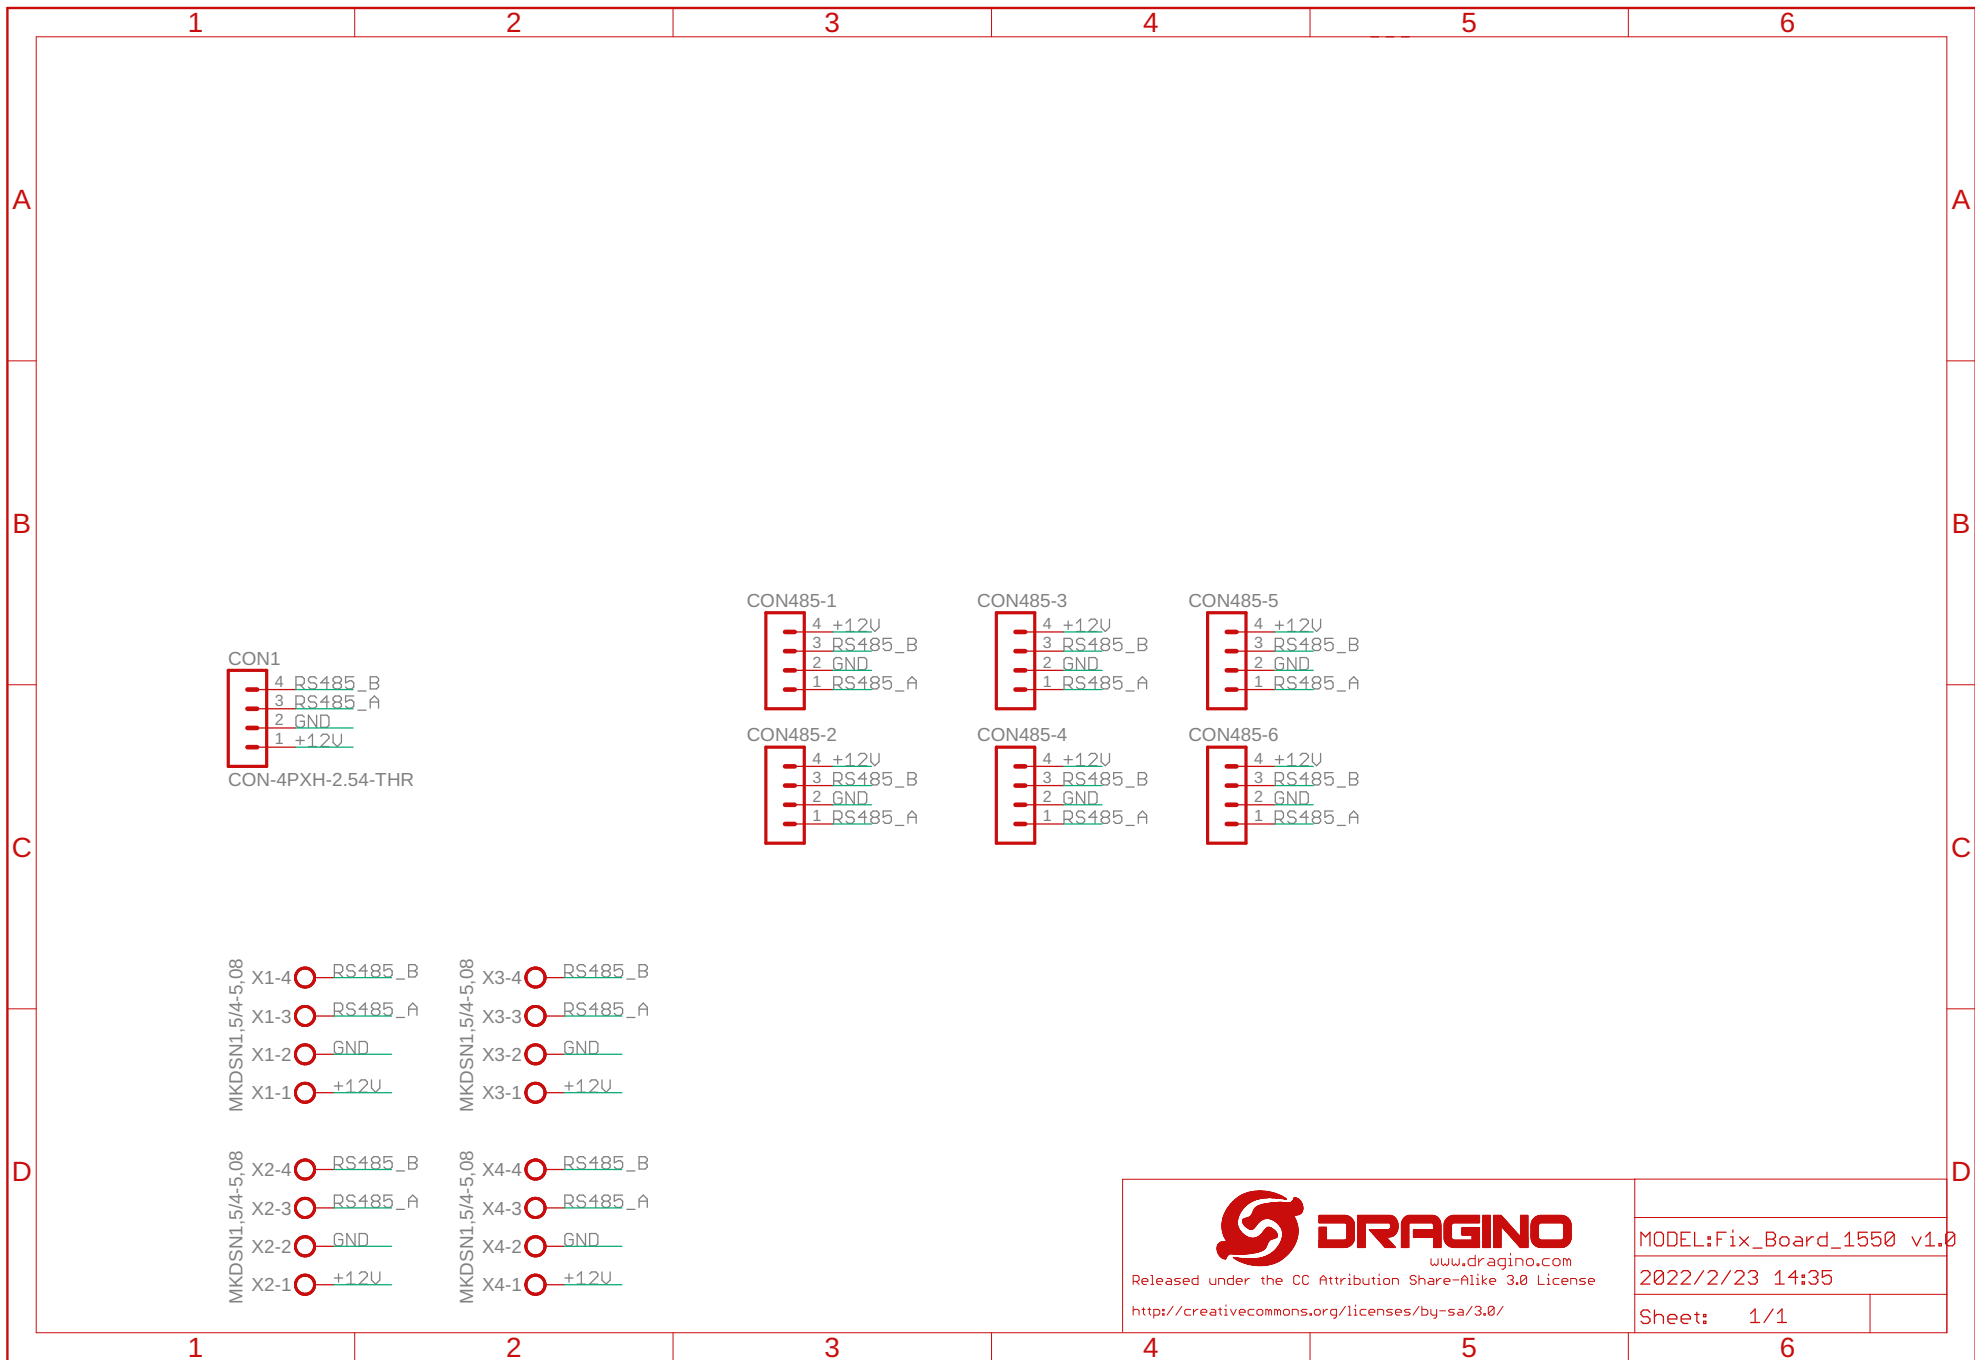 1 2 3 4 5 6
A A
B B
CON485-1 CON485-3 CON485-5
4 +12V 4 +12V 4 +12V
3 RS485_B 3 RS485_B 3 RS485_B
2 GND 2 GND 2 GND
1 RS485_A 1 RS485_A 1 RS485_A
CON1
4 RS485_B
3 RS485_A
2 GND
1 +12V
CON-4PXH-2.54-THR
CON485-2 CON485-4 CON485-6
4 +12V 4 +12V 4 +12V
3 RS485_B 3 RS485_B 3 RS485_B
2 GND 2 GND 2 GND
1 RS485_A 1 RS485_A 1 RS485_A
C C
MKDSN1,5/4-5,08 MKDSN1,5/4-5,08
X1-4 RS485_B X3-4 RS485_B
X1-3 RS485_A X3-3 RS485_A
X1-2 GND X3-2 GND
X1-1 +12V X3-1 +12V
D D
MKDSN1,5/4-5,08 MKDSN1,5/4-5,08
X2-4 RS485_B X4-4 RS485_B
X2-3 RS485_A X4-3 RS485_A
X2-2 GND X4-2 GND
X2-1 +12V X4-1 +12V
DRAGINO
www.dragino.com
Released under the CC Attribution Share-Alike 3.0 License
http://creativecommons.org/licenses/by-sa/3.0/
MODEL:Fix_Board_1550 v1.0
2022/2/23 14:35
Sheet: 1/1
1 2 3 4 5 6